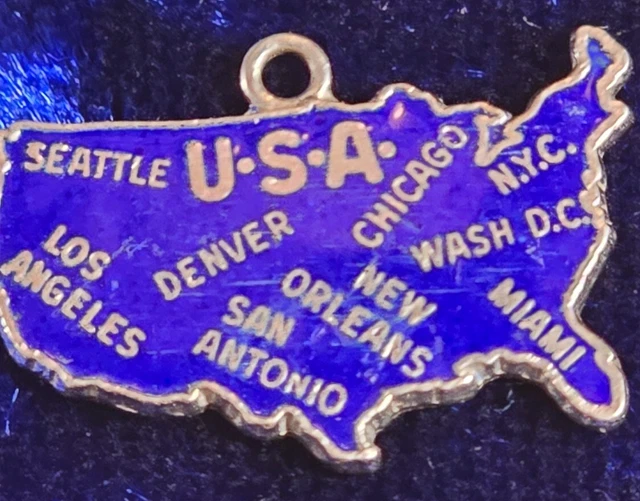 SEATTLE
U·S·A·
CHICAGO
N.Y.C.
LOS
ANGELES
DENVER
WASH D.C.
SAN
ANTONIO
NEW
ORLEANS
MIAMI